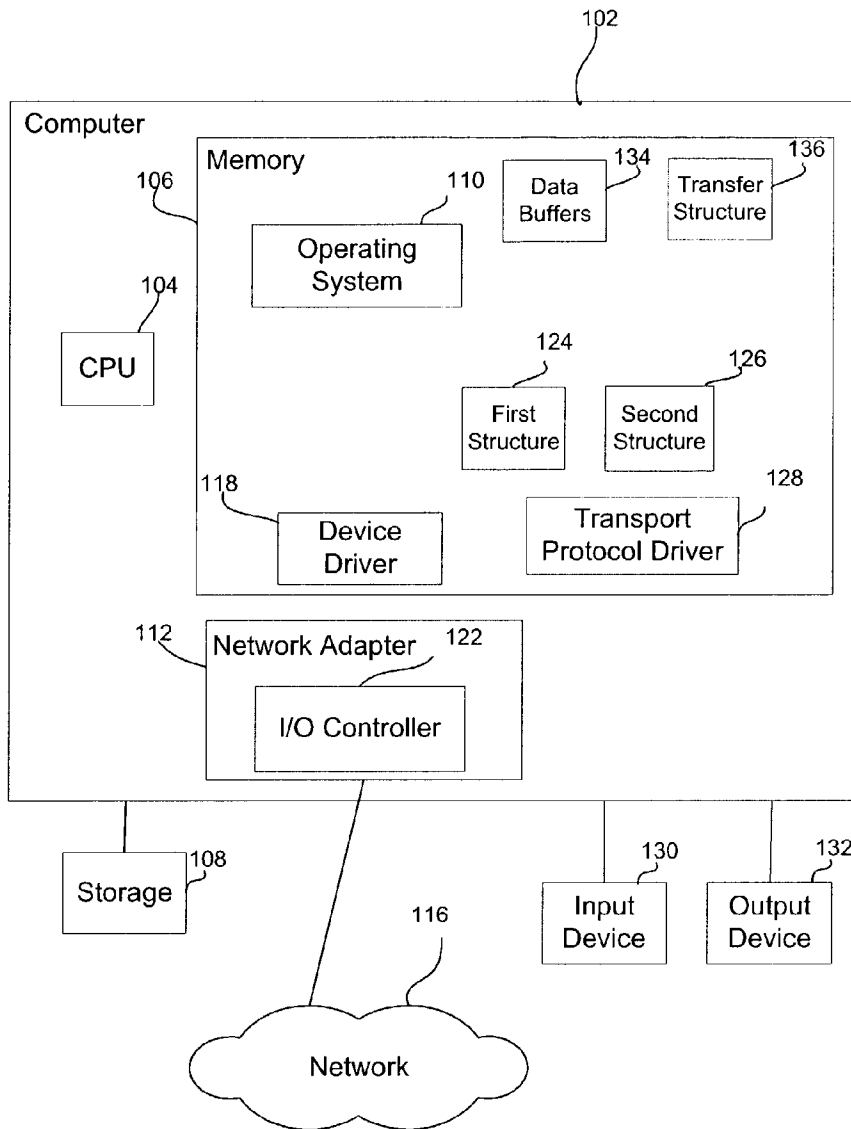 102
Computer
Memory
134
136
106
110
Data
Buffers
Transfer
Structure
Operating
System
104
CPU
124
126
First
Structure
Second
Structure
118
128
Device
Driver
Transport
Protocol Driver
112
Network Adapter
122
I/O Controller
108
Storage
130
132
Input
Device
Output
Device
116
Network